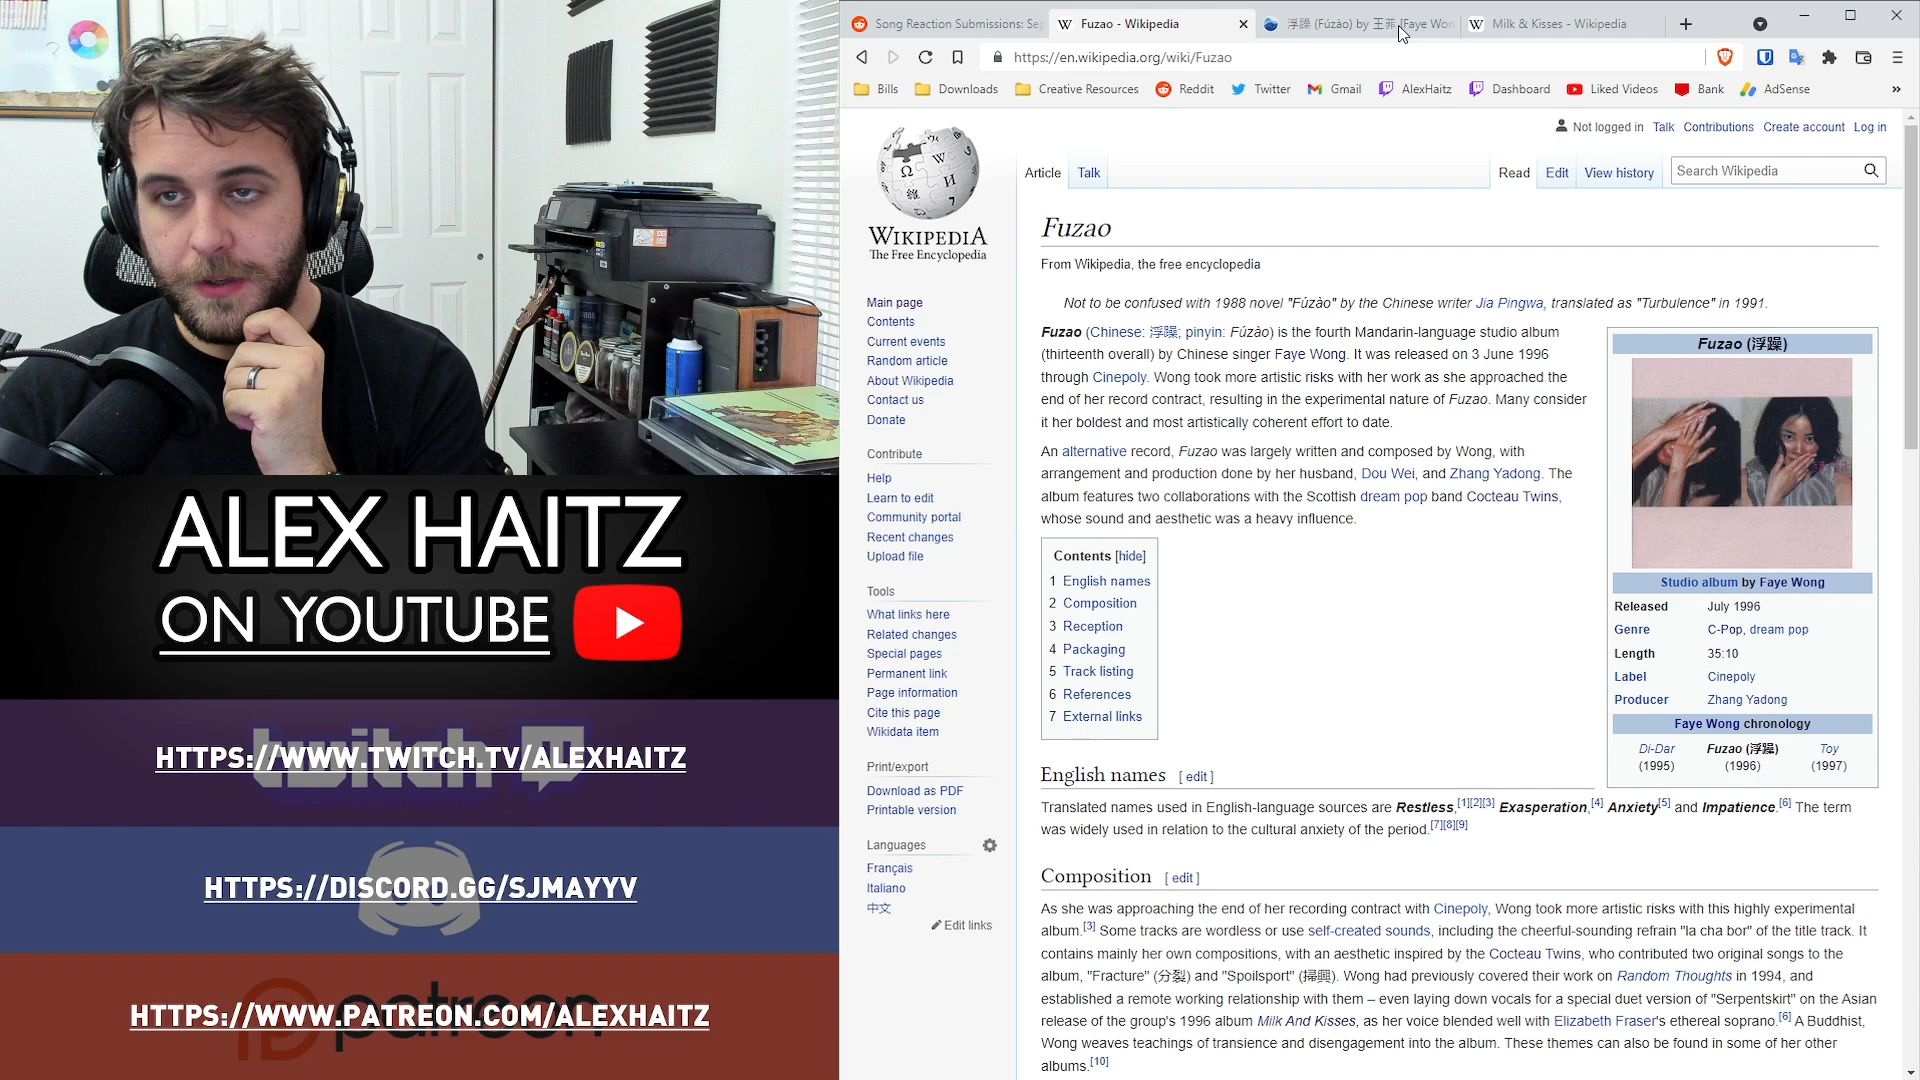 Song Reaction Submissions: Sep
Fuzao - Wikipedia
浮躁 (Fúzào) by 王菲 [Faye Won
Milk & Kisses - Wikipedia
https://en.wikipedia.org/wiki/Fuzao
Bills
Downloads
Creative Resources
Reddit
Twitter
Gmail
AlexHaitz
Dashboard
Liked Videos
Bank
AdSense
»
WIKIPEDIA
The Free Encyclopedia
Main page
Contents
Current events
Random article
About Wikipedia
Contact us
Donate
Contribute
Help
Learn to edit
Community portal
Recent changes
Upload file
Tools
What links here
Related changes
Special pages
Permanent link
Page information
Cite this page
Wikidata item
Print/export
Download as PDF
Printable version
Languages
Français
Italiano
中文
Edit links
Not logged in Talk Contributions Create account Log in
Article Talk
Read Edit View history
Search Wikipedia
Fuzao
From Wikipedia, the free encyclopedia
Not to be confused with 1988 novel "Fúzào" by the Chinese writer Jia Pingwa, translated as "Turbulence" in 1991.
Fuzao (Chinese: 浮躁; pinyin: Fúzào) is the fourth Mandarin-language studio album
(thirteenth overall) by Chinese singer Faye Wong. It was released on 3 June 1996
through Cinepoly. Wong took more artistic risks with her work as she approached the
end of her record contract, resulting in the experimental nature of Fuzao. Many consider
it her boldest and most artistically coherent effort to date.
An alternative record, Fuzao was largely written and composed by Wong, with
arrangement and production done by her husband, Dou Wei, and Zhang Yadong. The
album features two collaborations with the Scottish dream pop band Cocteau Twins,
whose sound and aesthetic was a heavy influence.
Contents [hide]
1 English names
2 Composition
3 Reception
4 Packaging
5 Track listing
6 References
7 External links
Fuzao (浮躁)
Studio album by Faye Wong
Released July 1996
Genre C-Pop, dream pop
Length 35:10
Label Cinepoly
Producer Zhang Yadong
Faye Wong chronology
Di-Dar Fuzao (浮躁) Toy
(1995) (1996) (1997)
English names [ edit ]
Translated names used in English-language sources are Restless,[1][2][3] Exasperation,[4] Anxiety[5] and Impatience.[6] The term
was widely used in relation to the cultural anxiety of the period.[7][8][9]
Composition [ edit ]
As she was approaching the end of her recording contract with Cinepoly, Wong took more artistic risks with this highly experimental
album.[3] Some tracks are wordless or use self-created sounds, including the cheerful-sounding refrain "la cha bor" of the title track. It
contains mainly her own compositions, with an aesthetic inspired by the Cocteau Twins, who contributed two original songs to the
album, "Fracture" (分裂) and "Spoilsport" (掃興). Wong had previously covered their work on Random Thoughts in 1994, and
established a remote working relationship with them – even laying down vocals for a special duet version of "Serpentskirt" on the Asian
release of the group's 1996 album Milk And Kisses, as her voice blended well with Elizabeth Fraser's ethereal soprano.[6] A Buddhist,
Wong weaves teachings of transience and disengagement into the album. These themes can also be found in some of her other
albums.[10]
ALEX HAITZ
ON YOUTUBE
twitch
HTTPS://WWW.TWITCH.TV/ALEXHAITZ
HTTPS://DISCORD.GG/SJMAYYV
patreon
HTTPS://WWW.PATREON.COM/ALEXHAITZ